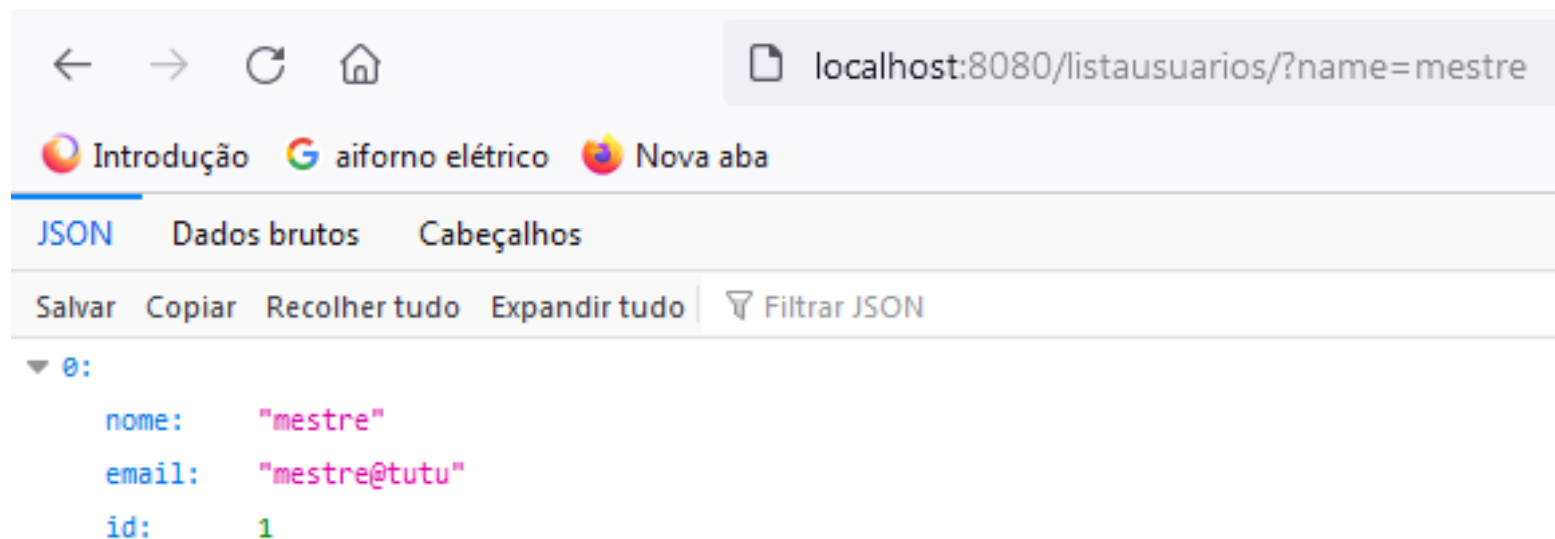 localhost:8080/listausuarios/?name=mestre
Introdução aiforno elétrico Nova aba
JSON Dados brutos Cabeçalhos
Salvar Copiar Recolher tudo Expandir tudo Filtrar JSON
0:
nome: "mestre"
email: "mestre@tutu"
id: 1